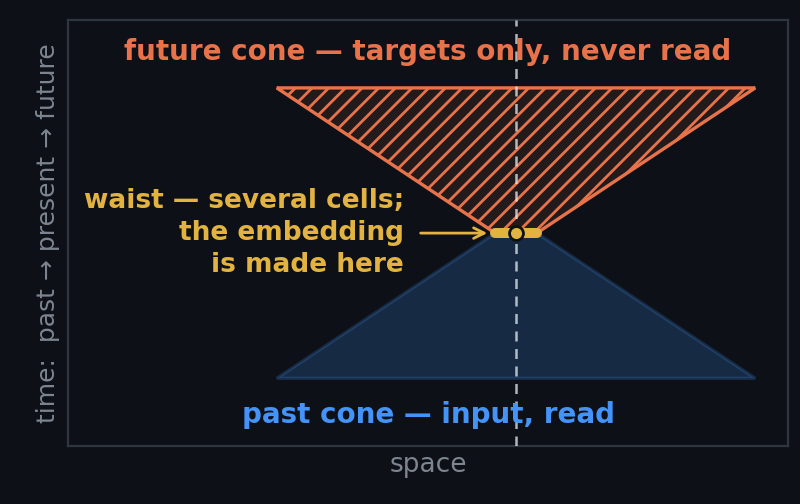 future cone — targets only, never read
time: past → present → future
waist — several cells;
the embedding
is made here
past cone — input, read
space